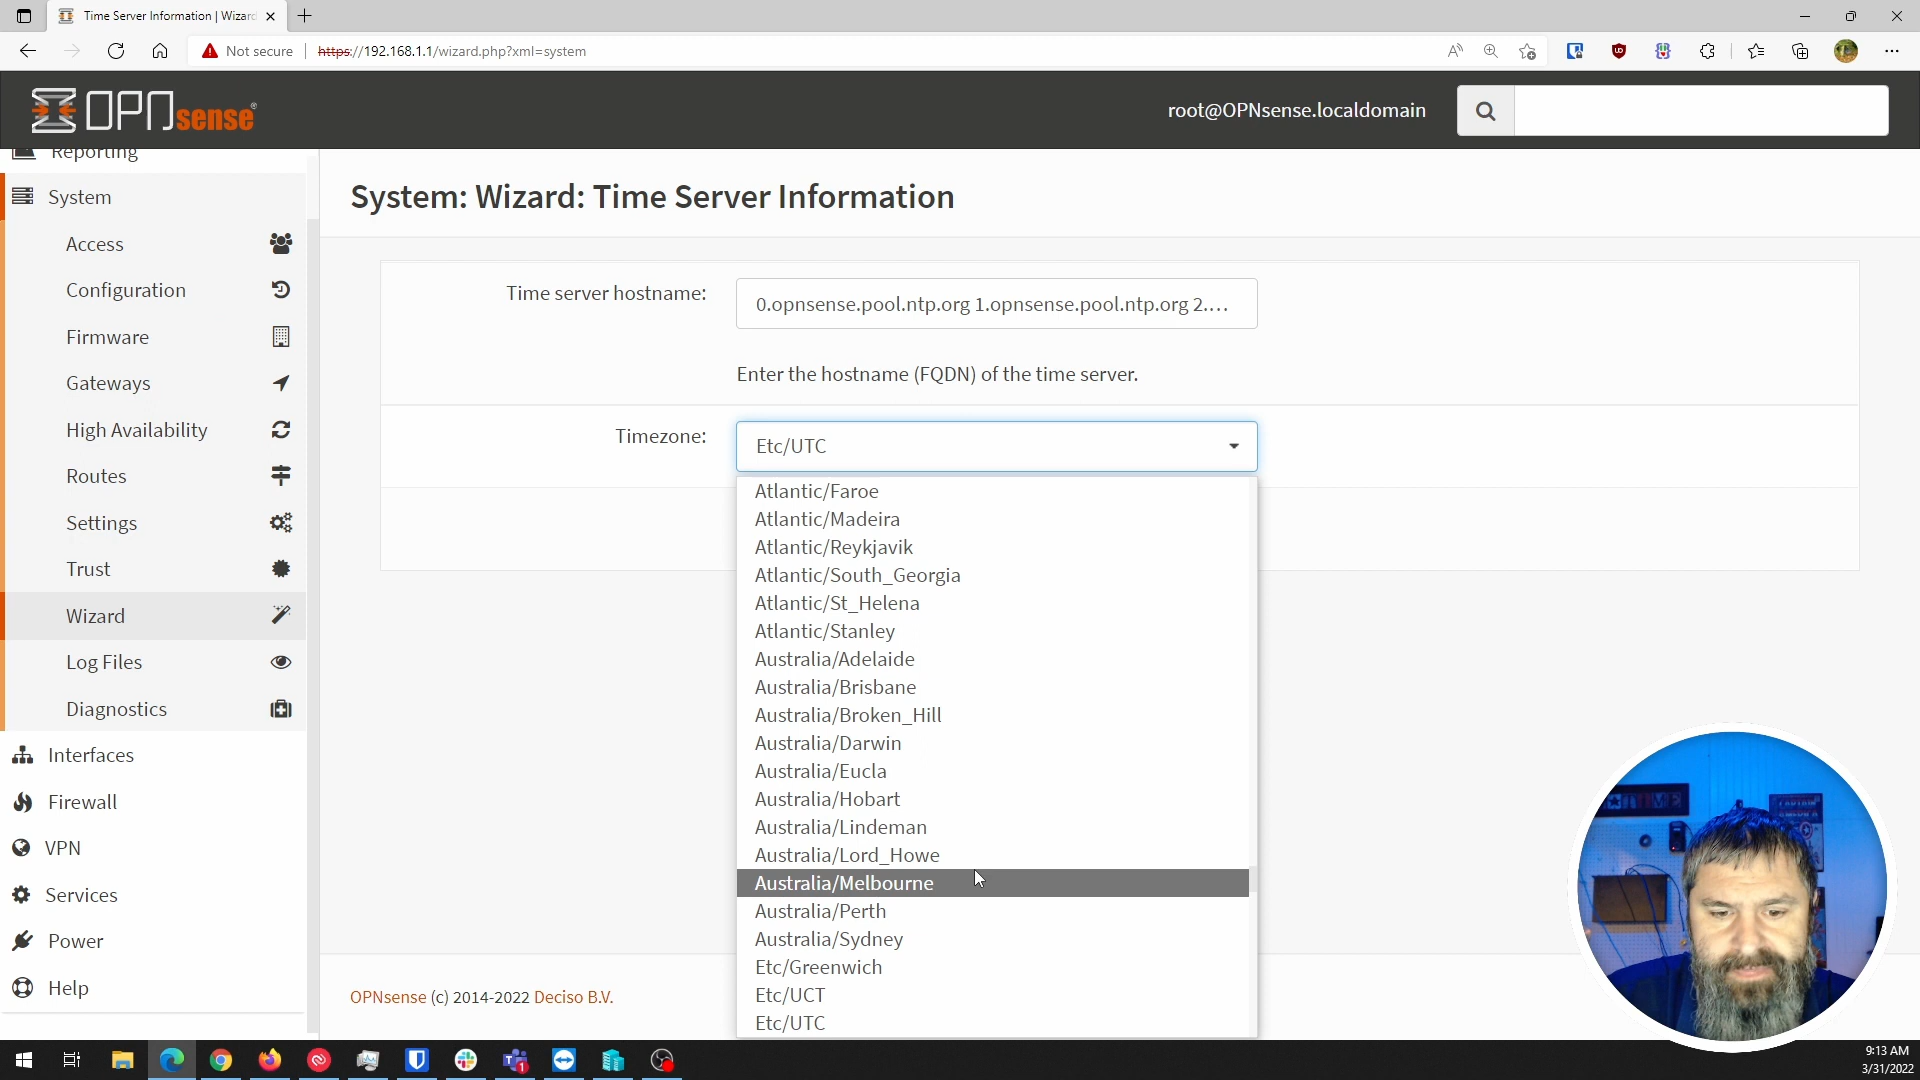 Time Server Information | Wizard
Not secure
https://192.168.1.1/wizard.php?xml=system
OPNsense®
root@OPNsense.localdomain
Reporting
System
Access
Configuration
Firmware
Gateways
High Availability
Routes
Settings
Trust
Wizard
Log Files
Diagnostics
Interfaces
Firewall
VPN
Services
Power
Help
System: Wizard: Time Server Information
Time server hostname:
0.opnsense.pool.ntp.org 1.opnsense.pool.ntp.org 2....
Enter the hostname (FQDN) of the time server.
Timezone:
Etc/UTC
Atlantic/Faroe
Atlantic/Madeira
Atlantic/Reykjavik
Atlantic/South_Georgia
Atlantic/St_Helena
Atlantic/Stanley
Australia/Adelaide
Australia/Brisbane
Australia/Broken_Hill
Australia/Darwin
Australia/Eucla
Australia/Hobart
Australia/Lindeman
Australia/Lord_Howe
Australia/Melbourne
Australia/Perth
Australia/Sydney
Etc/Greenwich
Etc/UCT
Etc/UTC
OPNsense (c) 2014-2022 Deciso B.V.
9:13 AM
3/31/2022